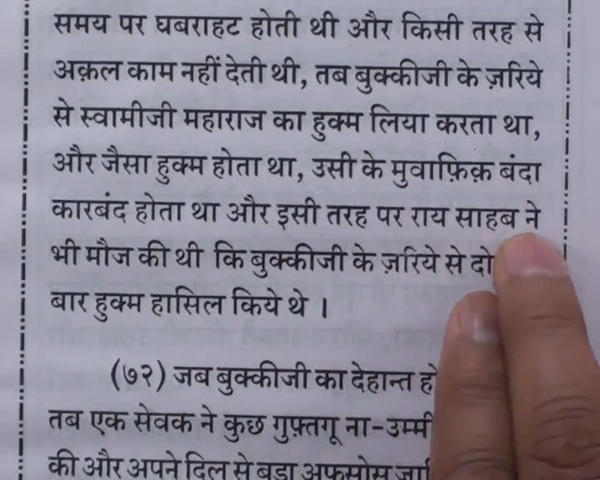 समय पर घबराहट होती थी और किसी तरह से
अक़ल काम नहीं देती थी, तब बुक्कीजी के ज़रिये
से स्वामीजी महाराज का हुक्म लिया करता था,
और जैसा हुक्म होता था, उसी के मुवाफ़िक़ बंदा
कारबंद होता था और इसी तरह पर राय साहब ने
भी मौज की थी कि बुक्कीजी के ज़रिये से दो
बार हुक्म हासिल किये थे ।
(७२) जब बुक्कीजी का देहान्त
तब एक सेवक ने कुछ गुफ़्तगू
की और अपने दिल से बड़ा अफ़सोस